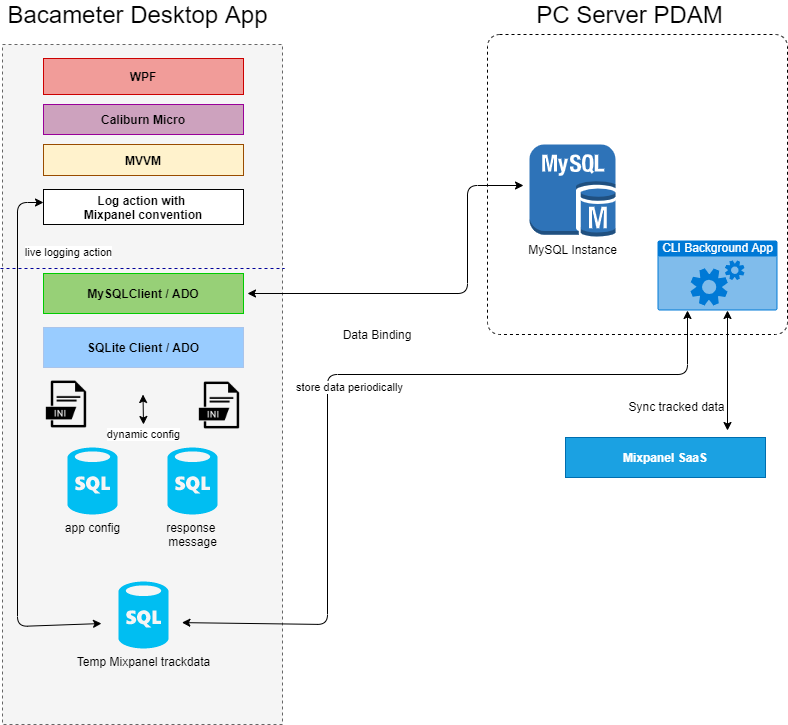 Bacameter Desktop App
PC Server PDAM
WPF
Caliburn Micro
MVVM
Log action with
Mixpanel convention
live logging action
MySQLClient / ADO
SQLite Client / ADO
INI
INI
dynamic config
SQL
SQL
app config
response
message
SQL
Temp Mixpanel trackdata
MySQL
M
MySQL Instance
CLI Background App
Data Binding
store data periodically
Sync tracked data
Mixpanel SaaS